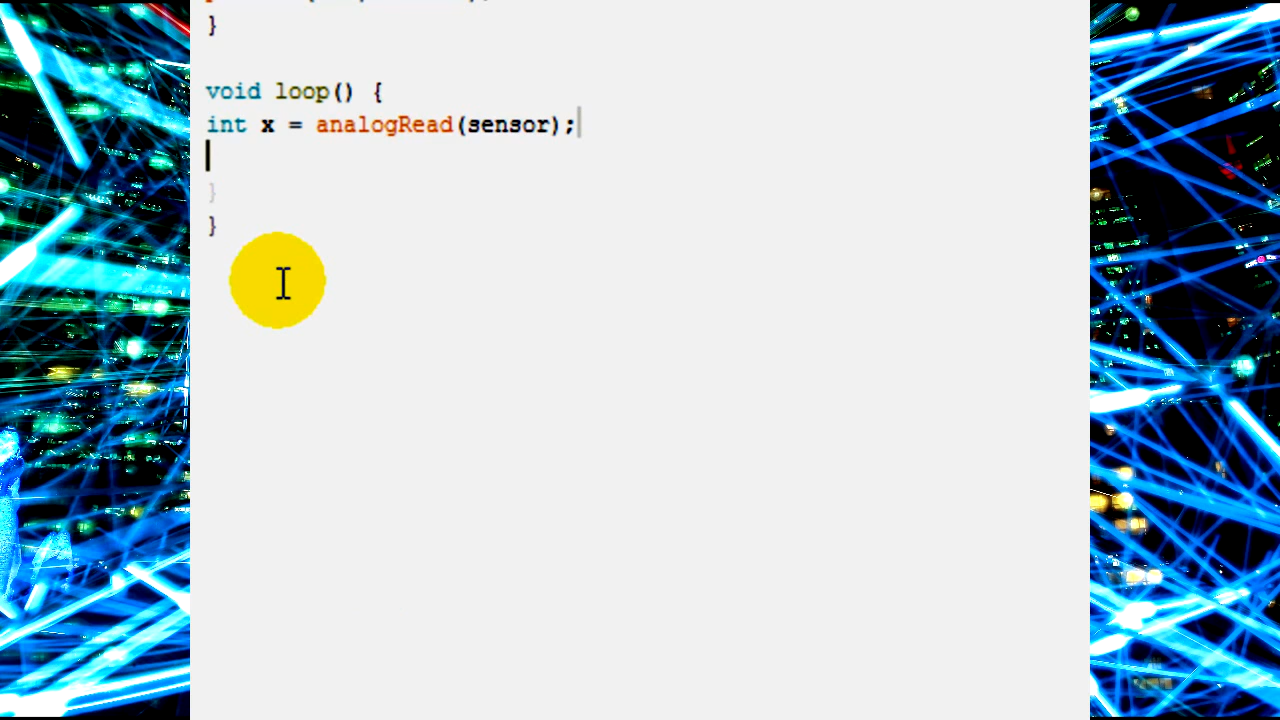 }
void loop() {
int x = analogRead(sensor);
}
}